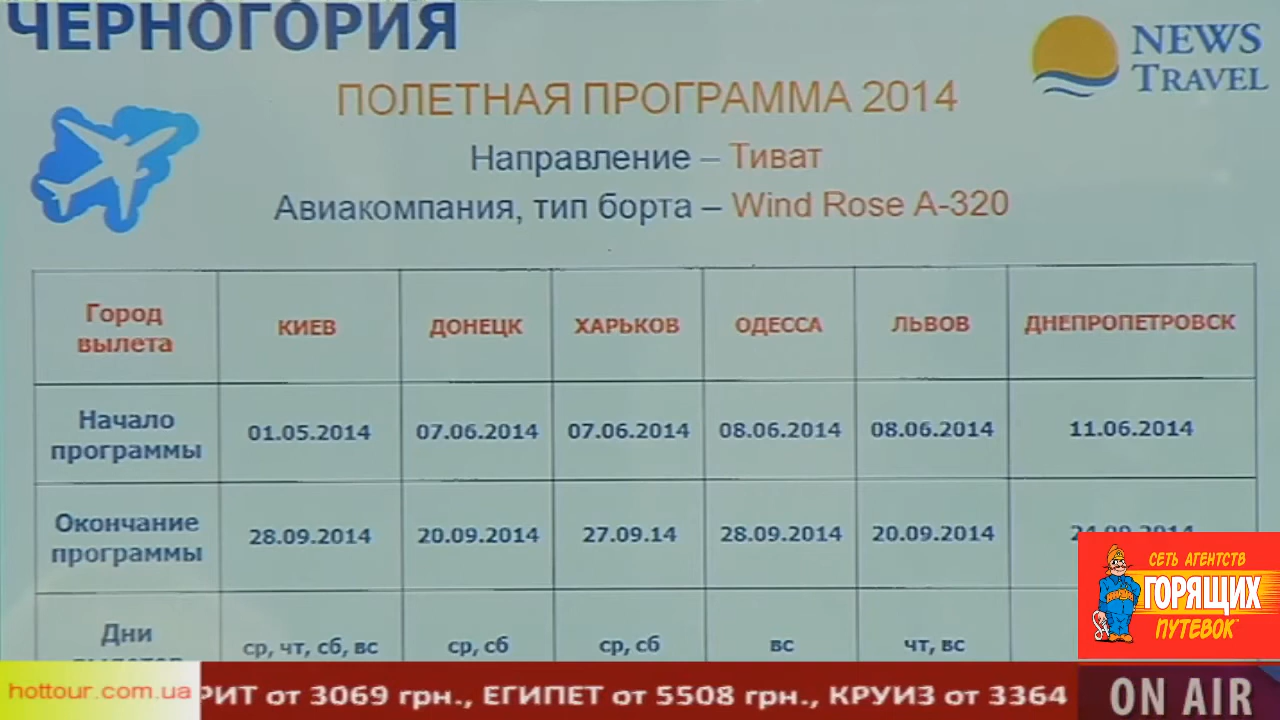 ЧЕРНОГОРИЯ
NEWS
TRAVEL
ПОЛЕТНАЯ ПРОГРАММА 2014
Направление – Тиват
Авиакомпания, тип борта – Wind Rose A-320
Город вылета КИЕВ ДОНЕЦК ХАРЬКОВ ОДЕССА ЛЬВОВ ДНЕПРОПЕТРОВСК
Начало программы 01.05.2014 07.06.2014 07.06.2014 08.06.2014 08.06.2014 11.06.2014
Окончание программы 28.09.2014 20.09.2014 27.09.14 28.09.2014 20.09.2014
Дни ср, чт, сб, вс ср, сб ср, сб вс чт, вс
СЕТЬ АГЕНТСТВ
ГОРЯЩИХ
ПУТЕВОК
hottour.com.ua РИТ от 3069 грн., ЕГИПЕТ от 5508 грн., КРУИЗ от 3364
ON AIR